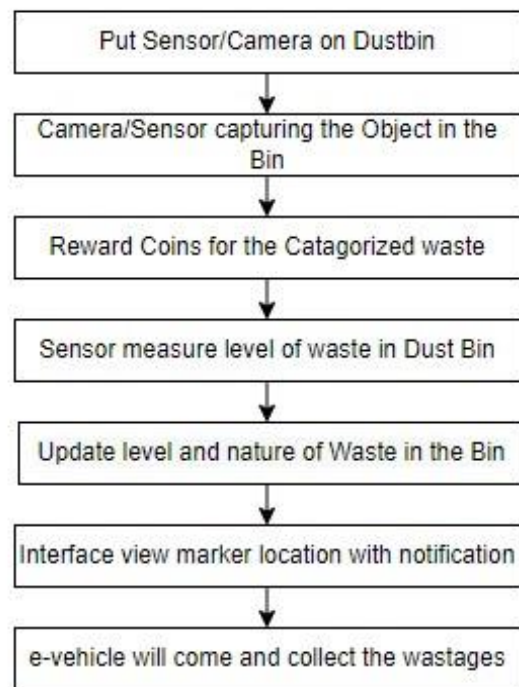 Put Sensor/Camera on Dustbin
Camera/Sensor capturing the Object in the
Bin
Reward Coins for the Catagorized waste
Sensor measure level of waste in Dust Bin
Update level and nature of Waste in the Bin
Interface view marker location with notification
e-vehicle will come and collect the wastages